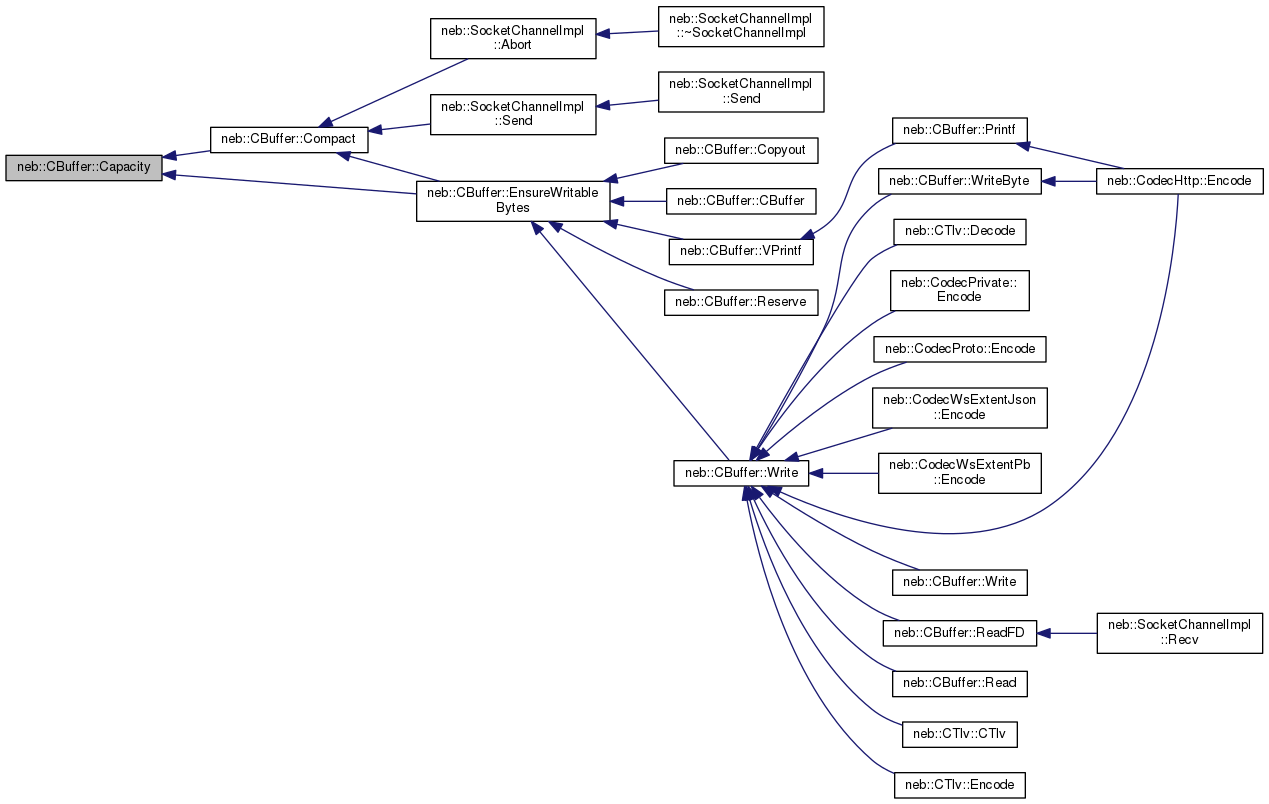 neb::SocketChannelImpl
::~SocketChannelImpl
neb::SocketChannelImpl
::Abort
neb::SocketChannelImpl
::Send
neb::SocketChannelImpl
::Send
neb::CBuffer::Compact
neb::CBuffer::Capacity
neb::CBuffer::EnsureWritable
Bytes
neb::CBuffer::Copyout
neb::CBuffer::CBuffer
neb::CBuffer::VPrintf
neb::CBuffer::Reserve
neb::CBuffer::Printf
neb::CBuffer::WriteByte
neb::CodecHttp::Encode
neb::CTlv::Decode
neb::CodecPrivate::
Encode
neb::CodecProto::Encode
neb::CodecWsExtentJson
::Encode
neb::CBuffer::Write
neb::CodecWsExtentPb
::Encode
neb::CBuffer::Write
neb::CBuffer::ReadFD
neb::SocketChannelImpl
::Recv
neb::CBuffer::Read
neb::CTlv::CTlv
neb::CTlv::Encode